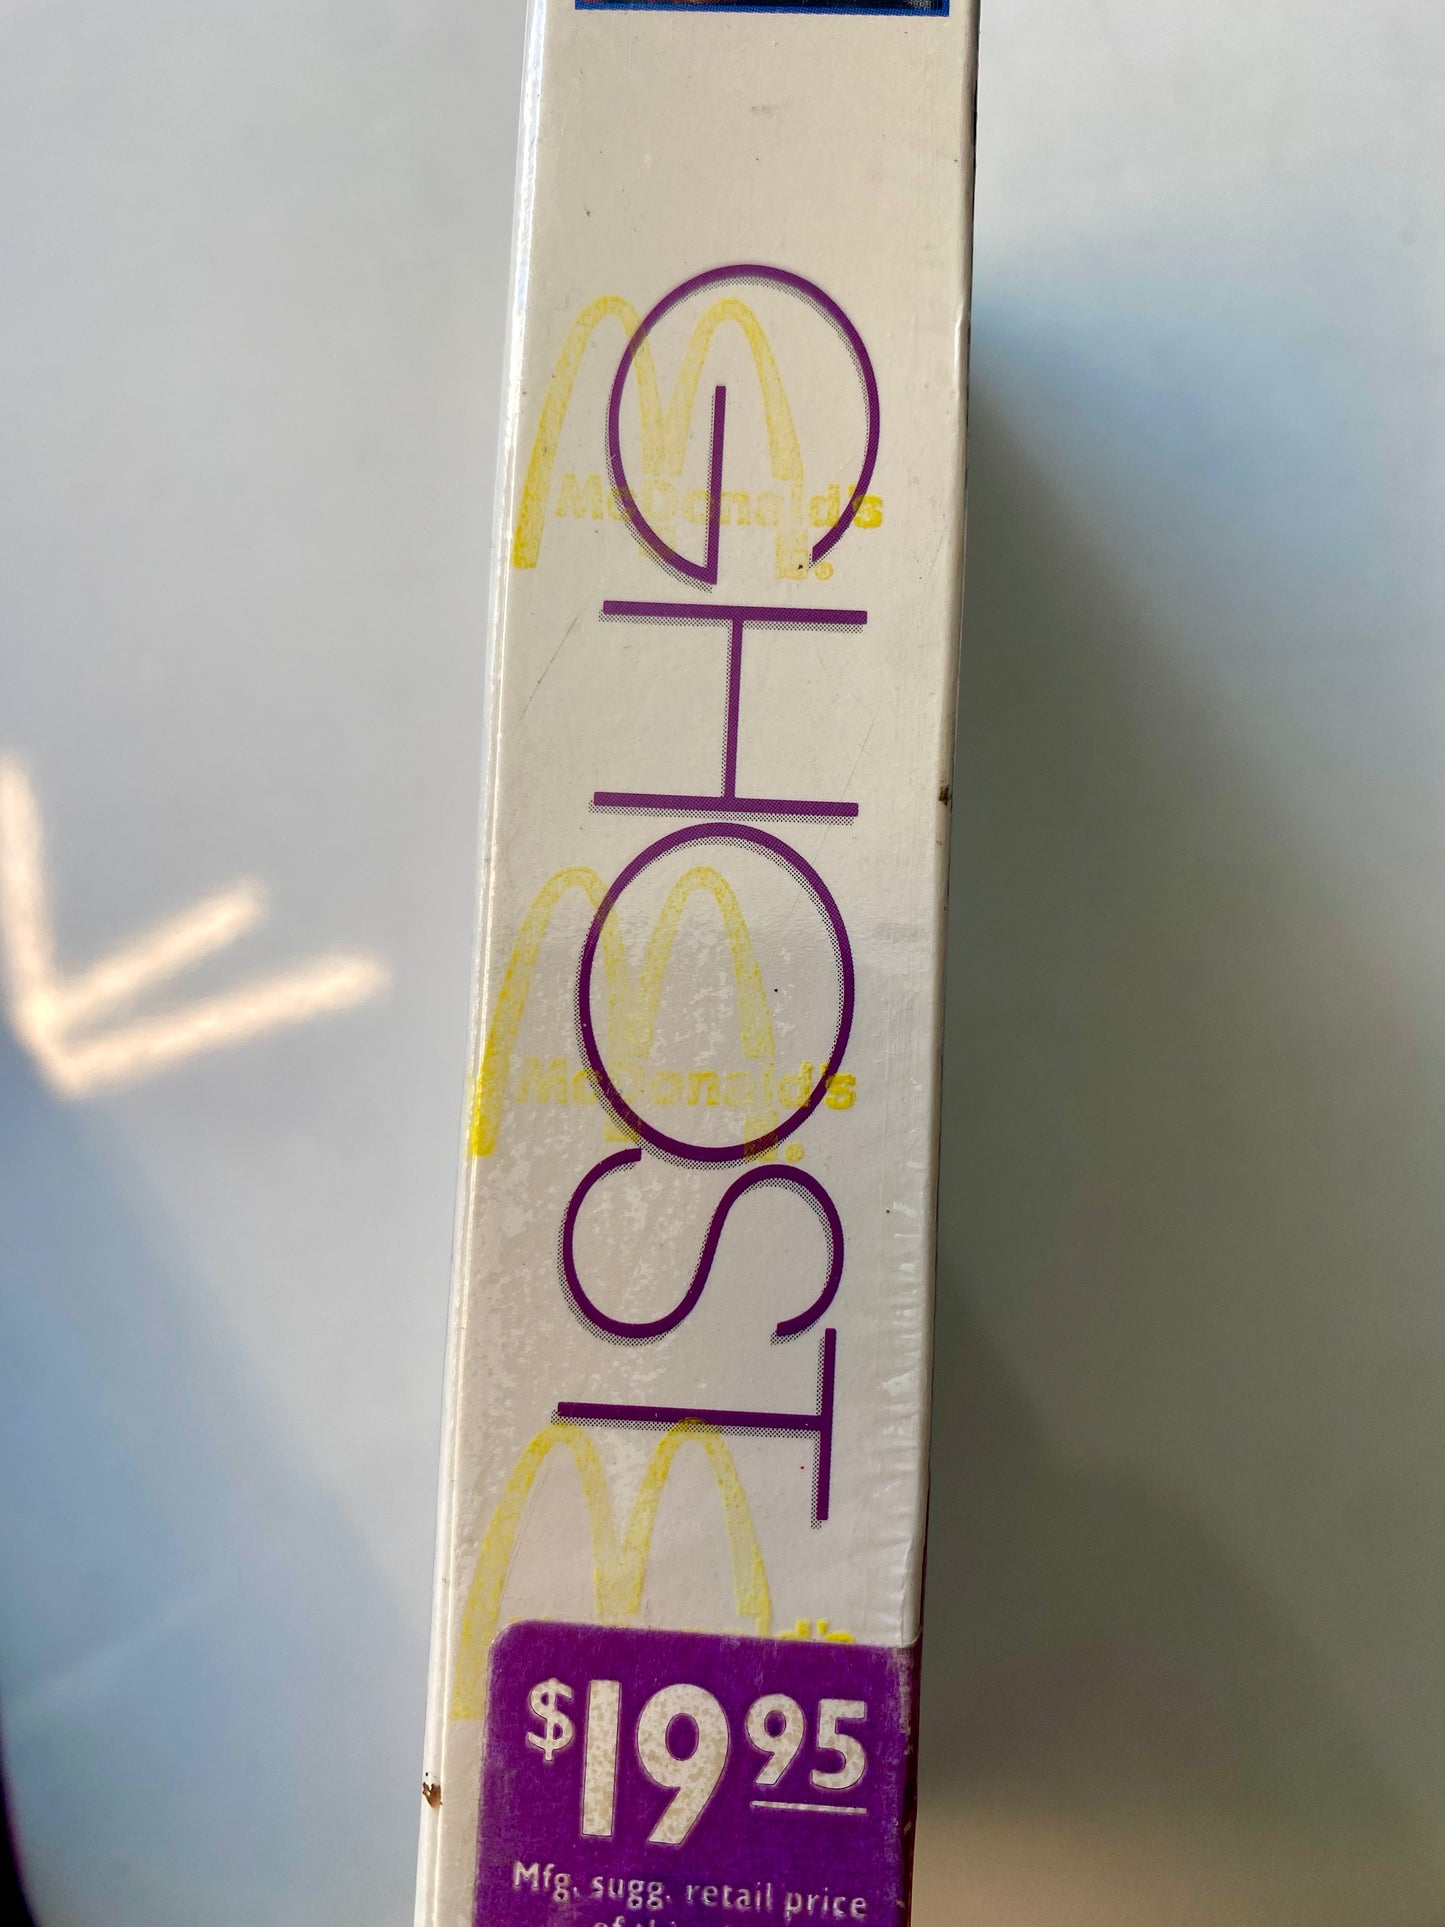 GHOST
McDonald's
McDonald's
d's
$19 95
Mfg. sugg. retail price